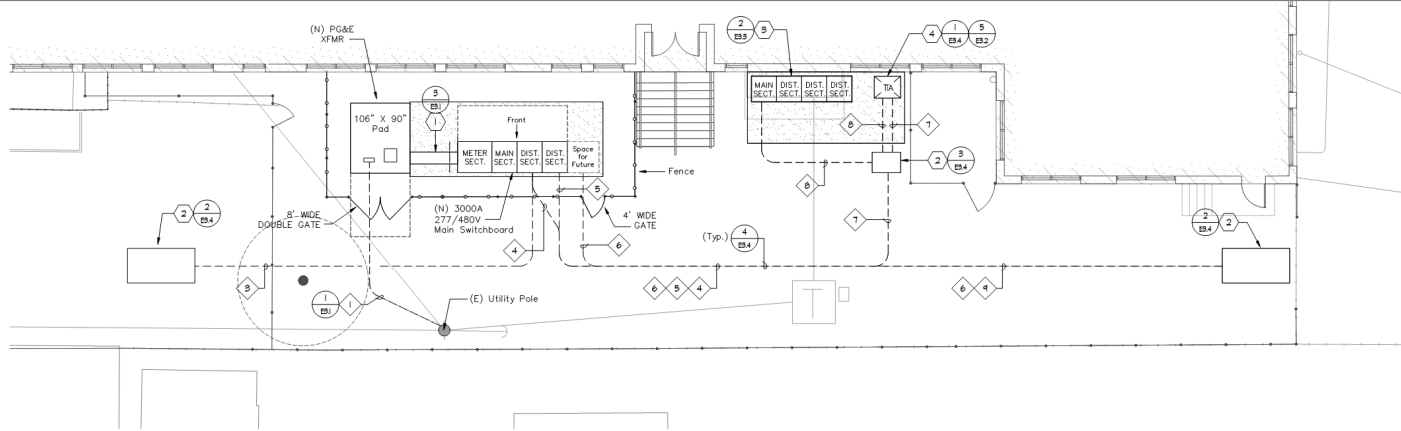 (N) PG&E
XFMR
106" X 90"
Pad
3
E3.1
1
Front
METER
SECT.
MAIN
SECT.
DIST.
SECT.
DIST.
SECT.
Space
for
Future
Fence
8' WIDE
DOUBLE GATE
(N) 3000A
277/480V
Main Switchboard
4' WIDE
GATE
5
4
6
2
2
E3.4
3
1
E3.1
1
(E) Utility Pole
2
E3.3
3
4
1
E3.4
5
E3.2
MAIN
SECT.
DIST.
SECT.
DIST.
SECT.
DIST.
SECT.
T1A
8
7
2
3
E3.4
8
7
(Typ.)
4
E3.4
6
5
4
T
6
9
2
E3.4
2